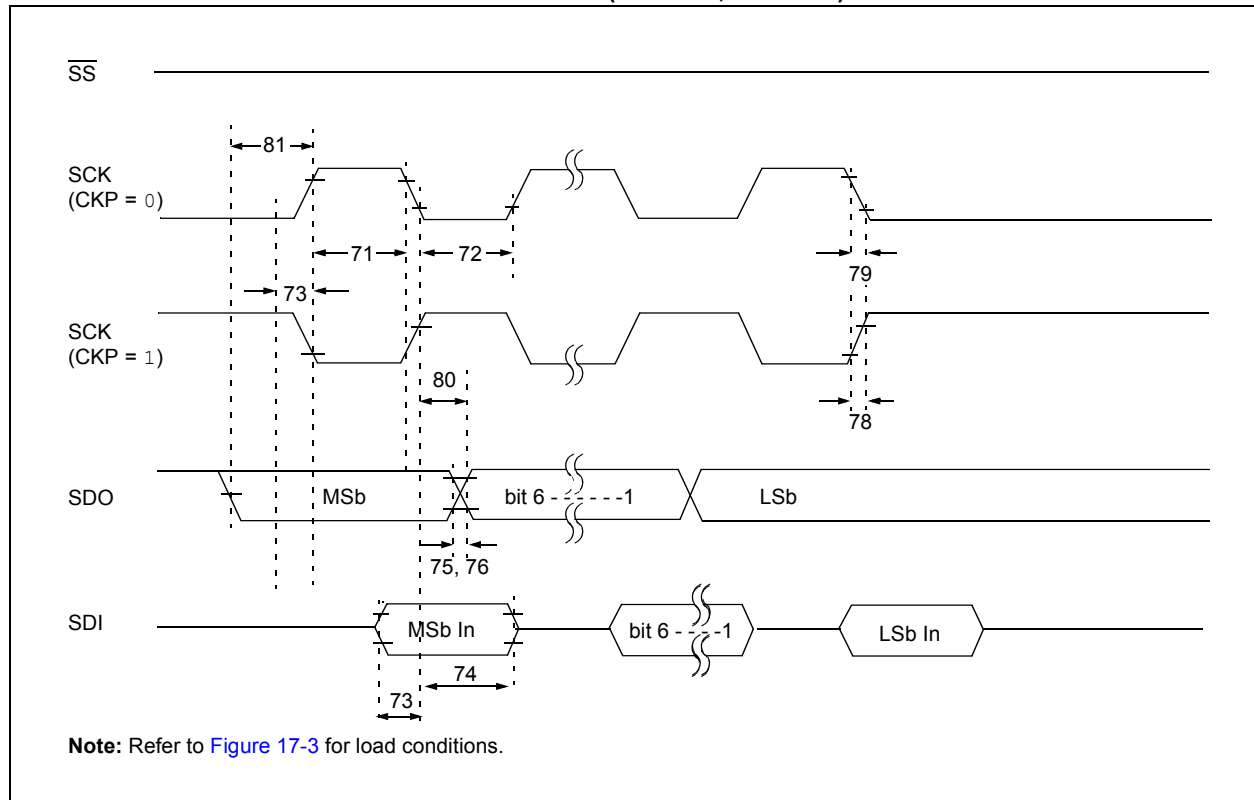 SS
81
SCK
(CKP = 0)
71
72
79
73
SCK
(CKP = 1)
80
78
SDO
MSb
bit 6 - - - - - - -1
LSb
75, 76
SDI
MSb In
bit 6 - - - - -1
LSb In
74
73
Note: Refer to Figure 17-3 for load conditions.